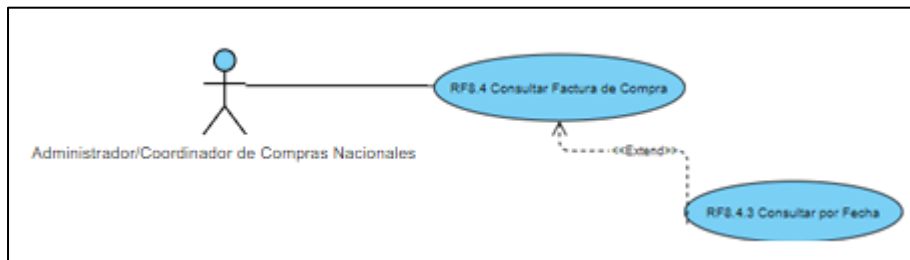 RF8.4 Consultar Factura de Compra
Administrador/Coordinador de Compras Nacionales
<<Extend>>
RF8.4.3 Consultar por Fecha